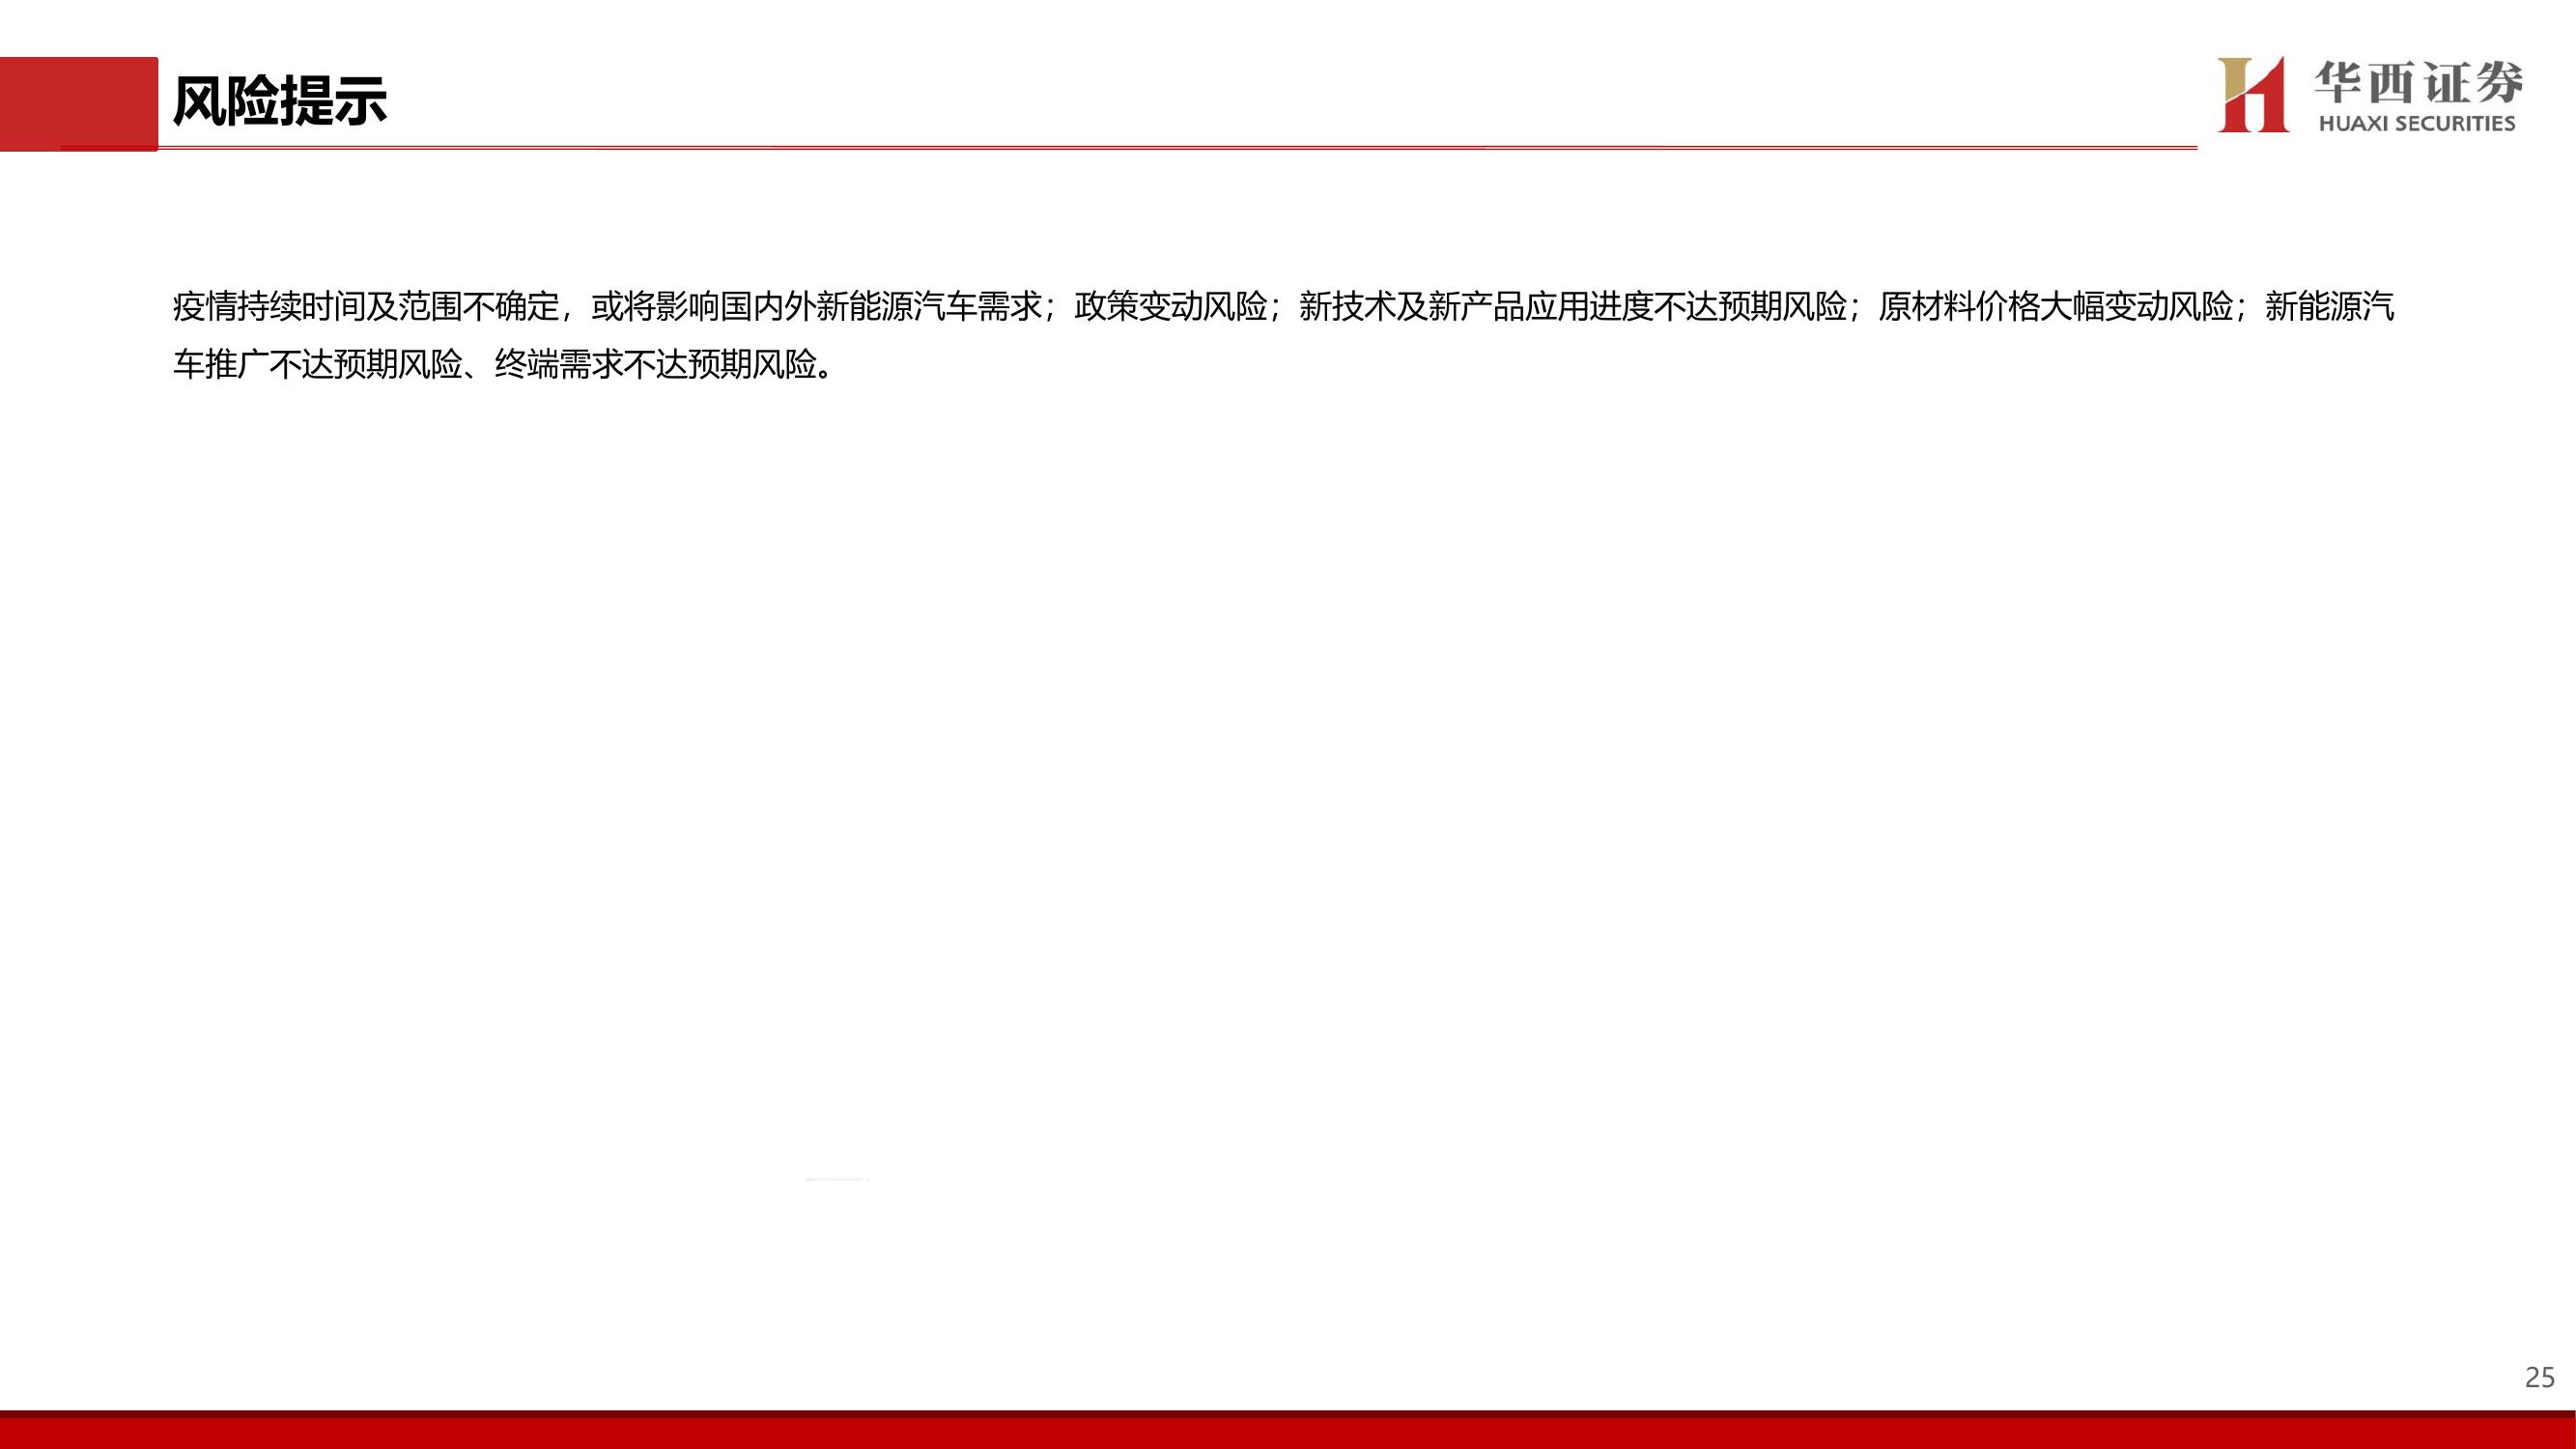 风险提示
华西证券
HUAXI SECURITIES
疫情持续时间及范围不确定，或将影响国内外新能源汽车需求；政策变动风险；新技术及新产品应用进度不达预期风险；原材料价格大幅变动风险；新能源汽
车推广不达预期风险、终端需求不达预期风险。
25